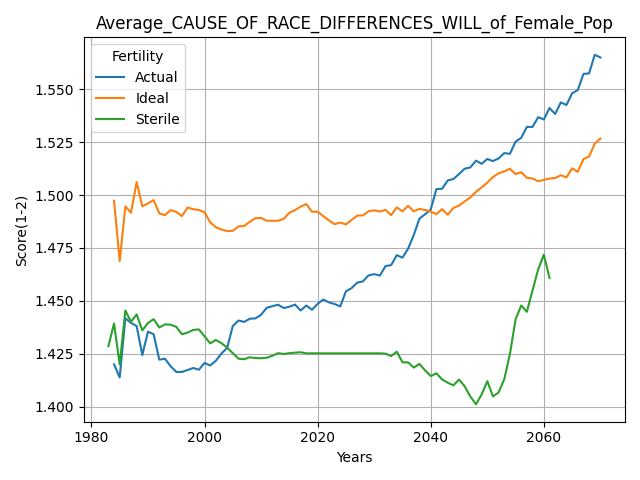 Average_CAUSE_OF_RACE_DIFFERENCES_WILL_of_Female_Pop
Fertility
Actual
Ideal
Sterile
1.550
1.525
1.500
1.475
1.450
1.425
1.400
Score(1-2)
1980
2000
2020
2040
2060
Years